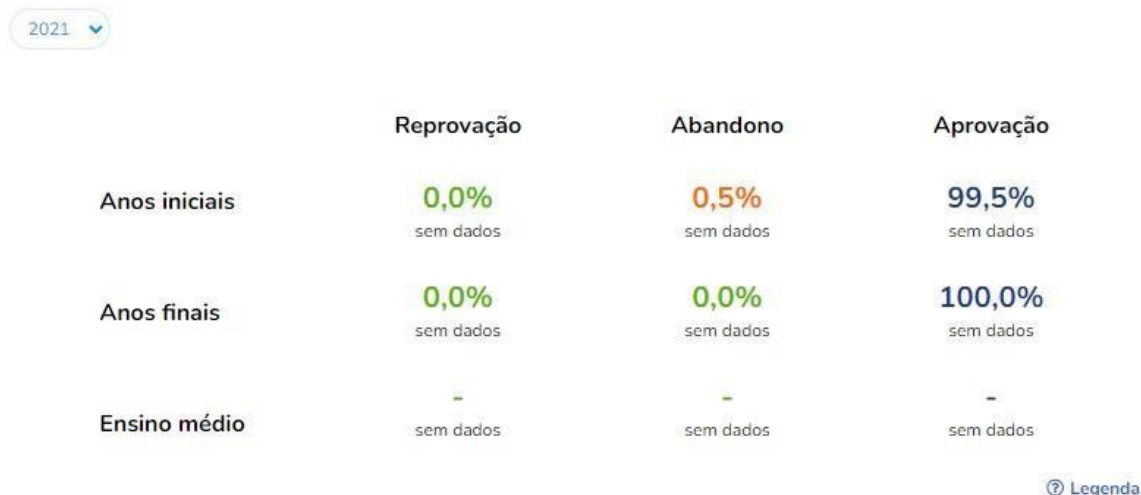 2021
Reprovação Abandono Aprovação
Anos iniciais 0,0% 0,5% 99,5%
sem dados sem dados sem dados
Anos finais 0,0% 0,0% 100,0%
sem dados sem dados sem dados
Ensino médio - - -
sem dados sem dados sem dados
? Legenda